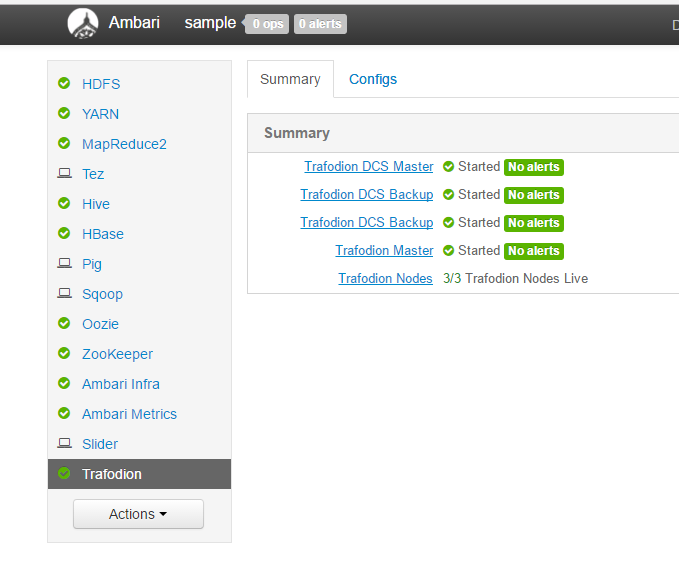 Ambari sample 0 ops 0 alerts D
HDFS
YARN
MapReduce2
Tez
Hive
HBase
Pig
Sqoop
Oozie
ZooKeeper
Ambari Infra
Ambari Metrics
Slider
Trafodion
Actions
Summary Configs
Summary
Trafodion DCS Master Started No alerts
Trafodion DCS Backup Started No alerts
Trafodion DCS Backup Started No alerts
Trafodion Master Started No alerts
Trafodion Nodes 3/3 Trafodion Nodes Live